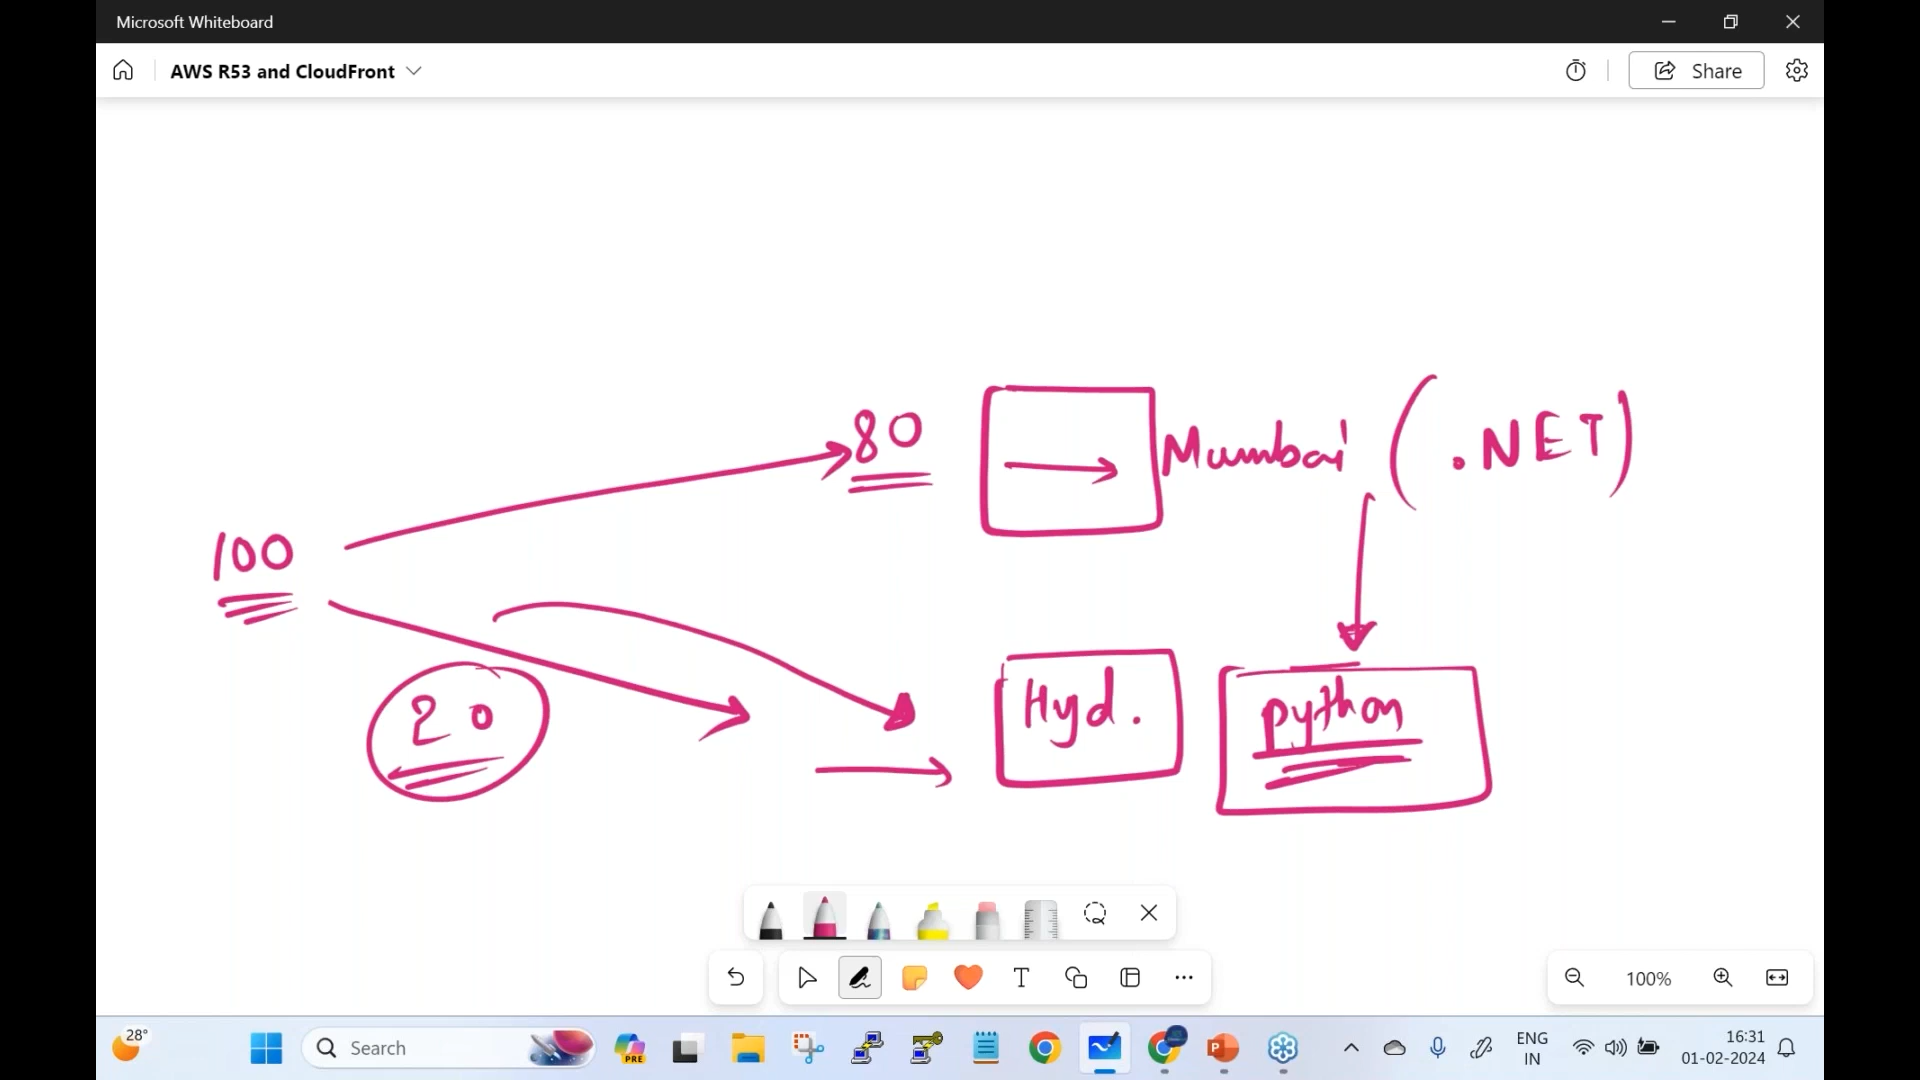 Microsoft Whiteboard
AWS R53 and CloudFront
Share
80
Mumbai (.NET)
100
20
Hyd.
python
100%
28°
Search
PRE
ENG
IN
16:31
01-02-2024